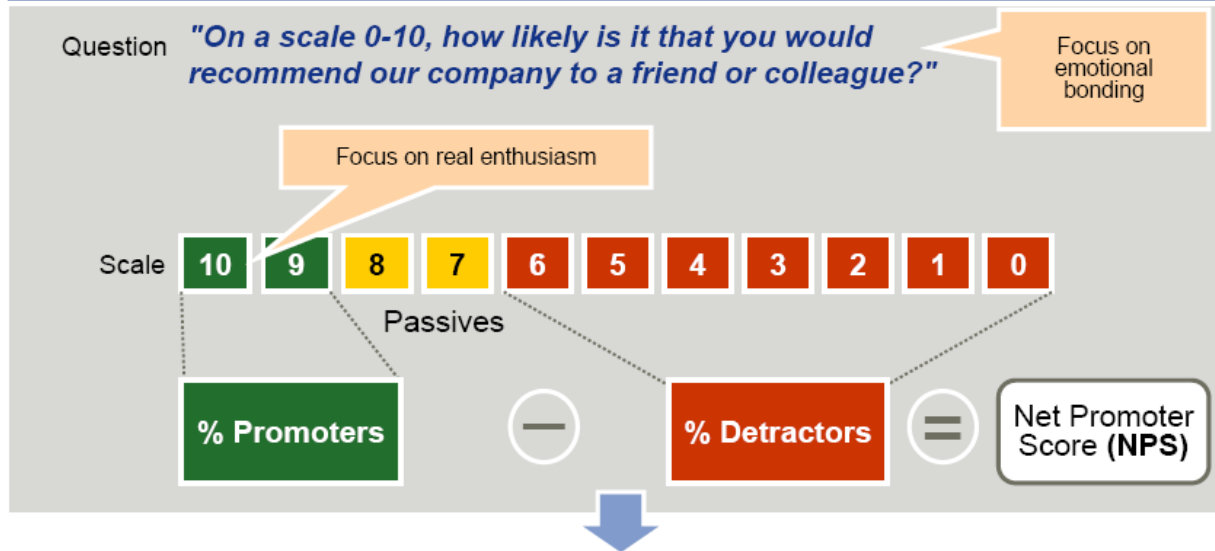 Question
"On a scale 0-10, how likely is it that you would
recommend our company to a friend or colleague?"
Focus on
emotional
bonding
Focus on real enthusiasm
Scale
10 9 8 7 6 5 4 3 2 1 0
Passives
% Promoters
% Detractors
Net Promoter
Score (NPS)